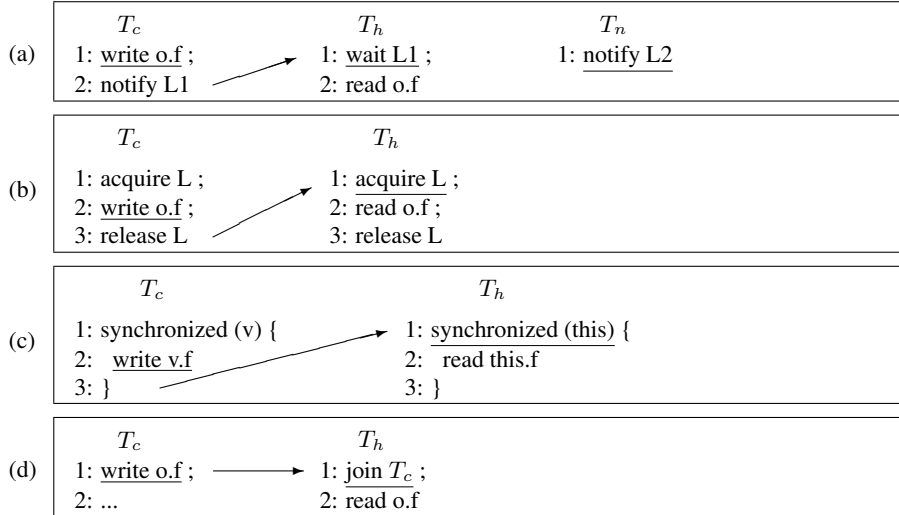 T_c T_h T_n
(a) 1: write o.f ; 1: wait L1 ; 1: notify L2
2: notify L1 2: read o.f
T_c T_h
1: acquire L ; 1: acquire L ;
(b) 2: write o.f ; 2: read o.f ;
3: release L 3: release L
T_c T_h
1: synchronized (v) { 1: synchronized (this) {
(c) 2: write v.f 2: read this.f
3: } 3: }
T_c T_h
(d) 1: write o.f ; 1: join T_c ;
2: ... 2: read o.f